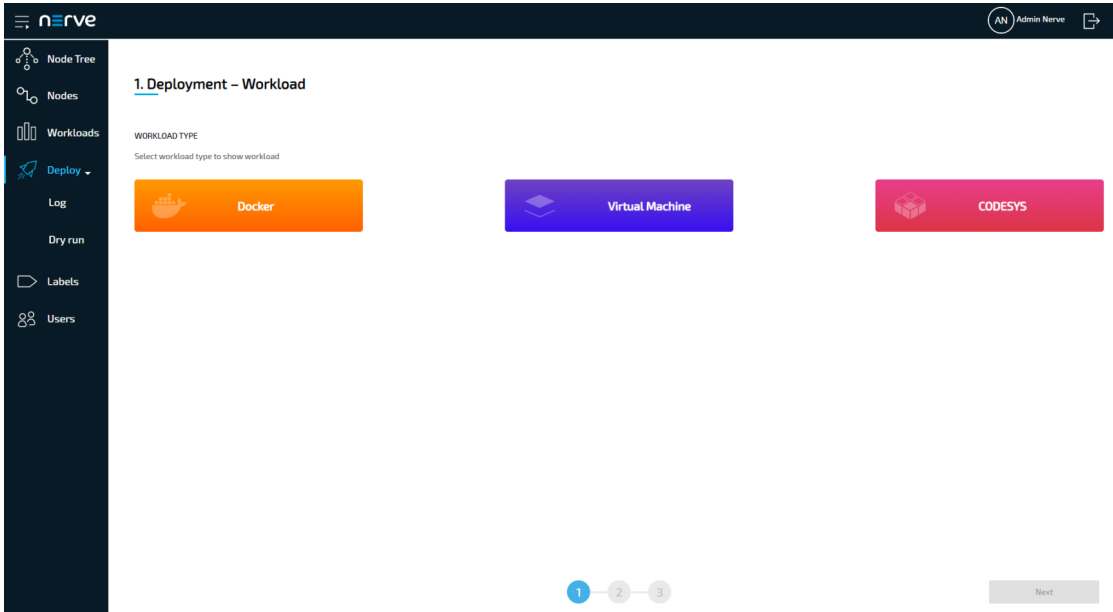 nerve
AN Admin Nerve
Node Tree
Nodes
Workloads
Deploy
Log
Dry run
Labels
Users
1. Deployment – Workload
WORKLOAD TYPE
Select workload type to show workload
Docker
Virtual Machine
CODESYS
1 2 3
Next